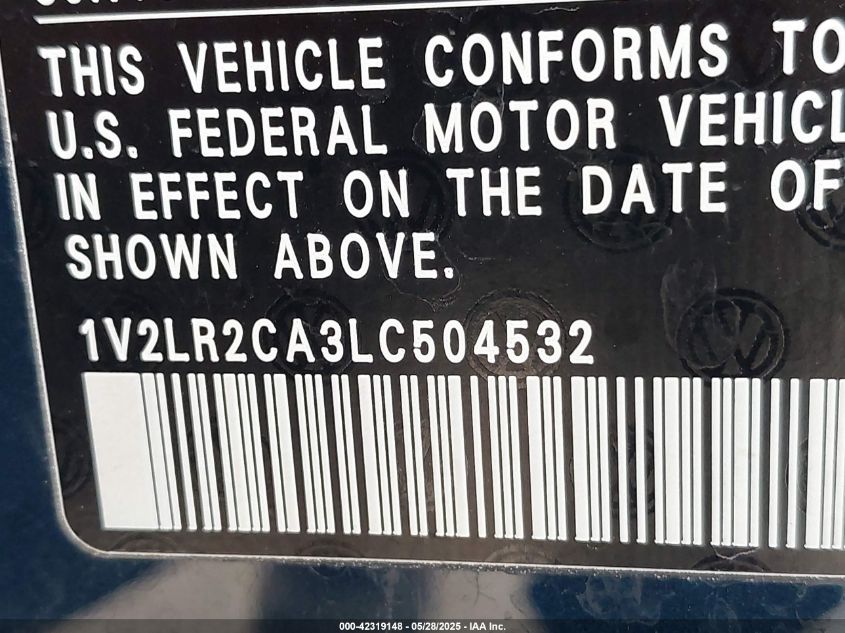 THIS VEHICLE CONFORMS TO
U.S. FEDERAL MOTOR
IN EFFECT ON THE DATE OF
SHOWN ABOVE.
1V2LR2CA3LC504532
000-42319148 - 05/28/2025 - IAA Inc.